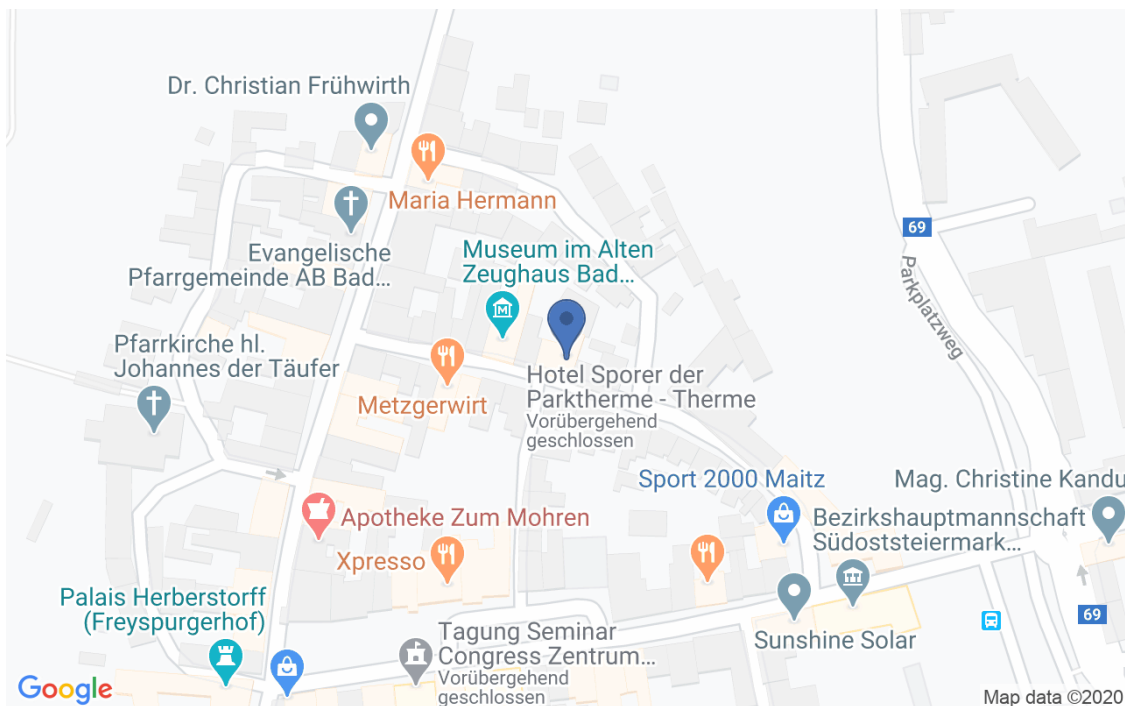 Dr. Christian Frühwirth
Maria Hermann
Evangelische
Pfarrgemeinde AB Bad...
Museum im Alten
Zeughaus Bad...
69
Parkplatzweg
Pfarrkirche hl.
Johannes der Täufer
Metzgerwirt
Hotel Sporer der
Parktherme - Therme
Vorübergehend
geschlossen
Sport 2000 Maitz
Mag. Christine Kandu
Apotheke Zum Mohren
Bezirkshauptmannschaft
Südoststeiermark...
Xpresso
Palais Herberstorff
(Freyspurgerhof)
69
Tagung Seminar
Congress Zentrum...
Vorübergehend
geschlossen
Sunshine Solar
Google
Map data ©2020